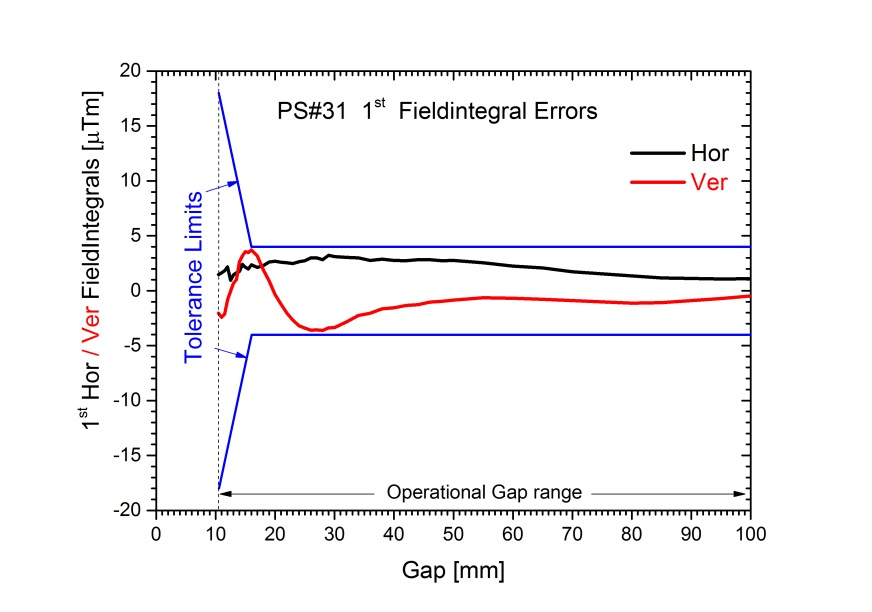 PS#31 1st Fieldintegral Errors
Hor
Ver
Tolerance Limits
Operational Gap range
1st Hor / Ver FieldIntegrals [μTm]
20
15
10
5
0
-5
-10
-15
-20
0 10 20 30 40 50 60 70 80 90 100
Gap [mm]